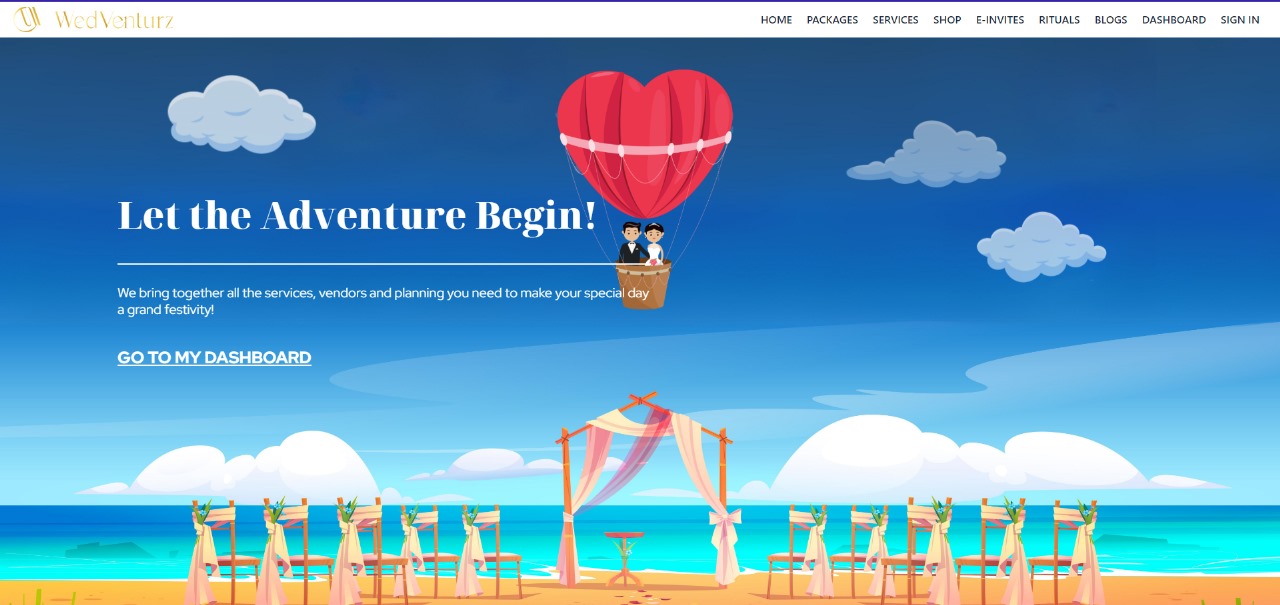 WedVenturz
HOME PACKAGES SERVICES SHOP E-INVITES RITUALS BLOGS DASHBOARD SIGN IN
Let the Adventure Begin!
We bring together all the services, vendors and planning you need to make your special day
a grand festivity!
GO TO MY DASHBOARD